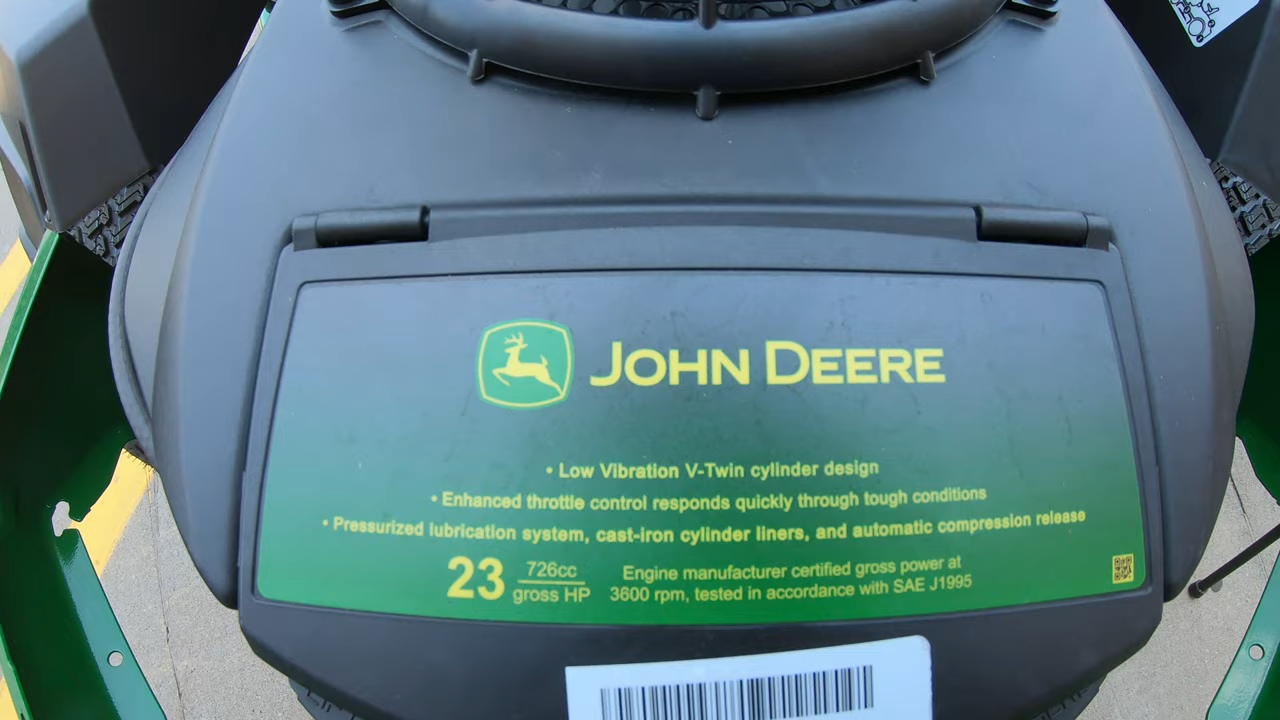 JOHN DEERE
• Low Vibration V-Twin cylinder design
• Enhanced throttle control responds quickly through tough conditions
• Pressurized lubrication system, cast-iron cylinder liners, and automatic compression release
23 726cc gross HP
Engine manufacturer certified gross power at
3600 rpm, tested in accordance with SAE J1995